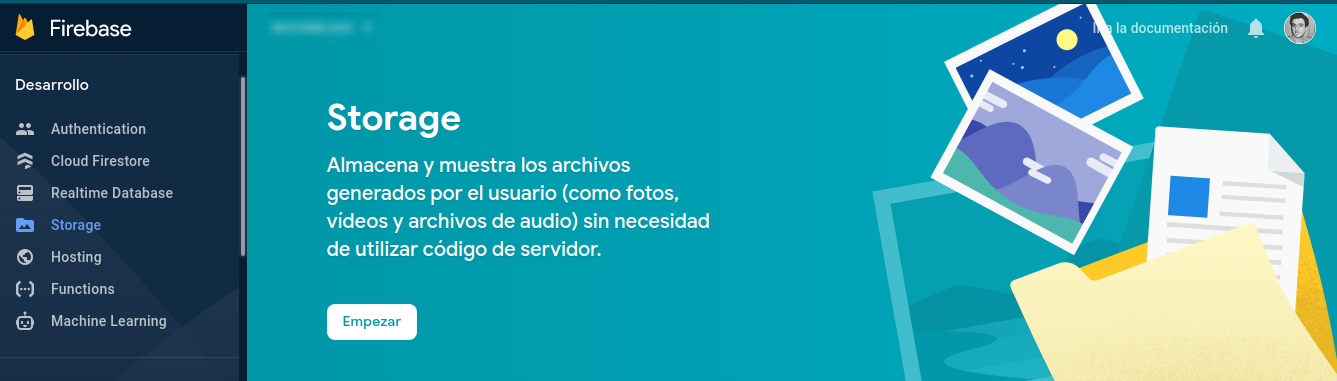 Firebase
Ir a la documentación
Desarrollo
Authentication
Cloud Firestore
Realtime Database
Storage
Hosting
Functions
Machine Learning
Storage
Almacena y muestra los archivos
generados por el usuario (como fotos,
vídeos y archivos de audio) sin necesidad
de utilizar código de servidor.
Empezar